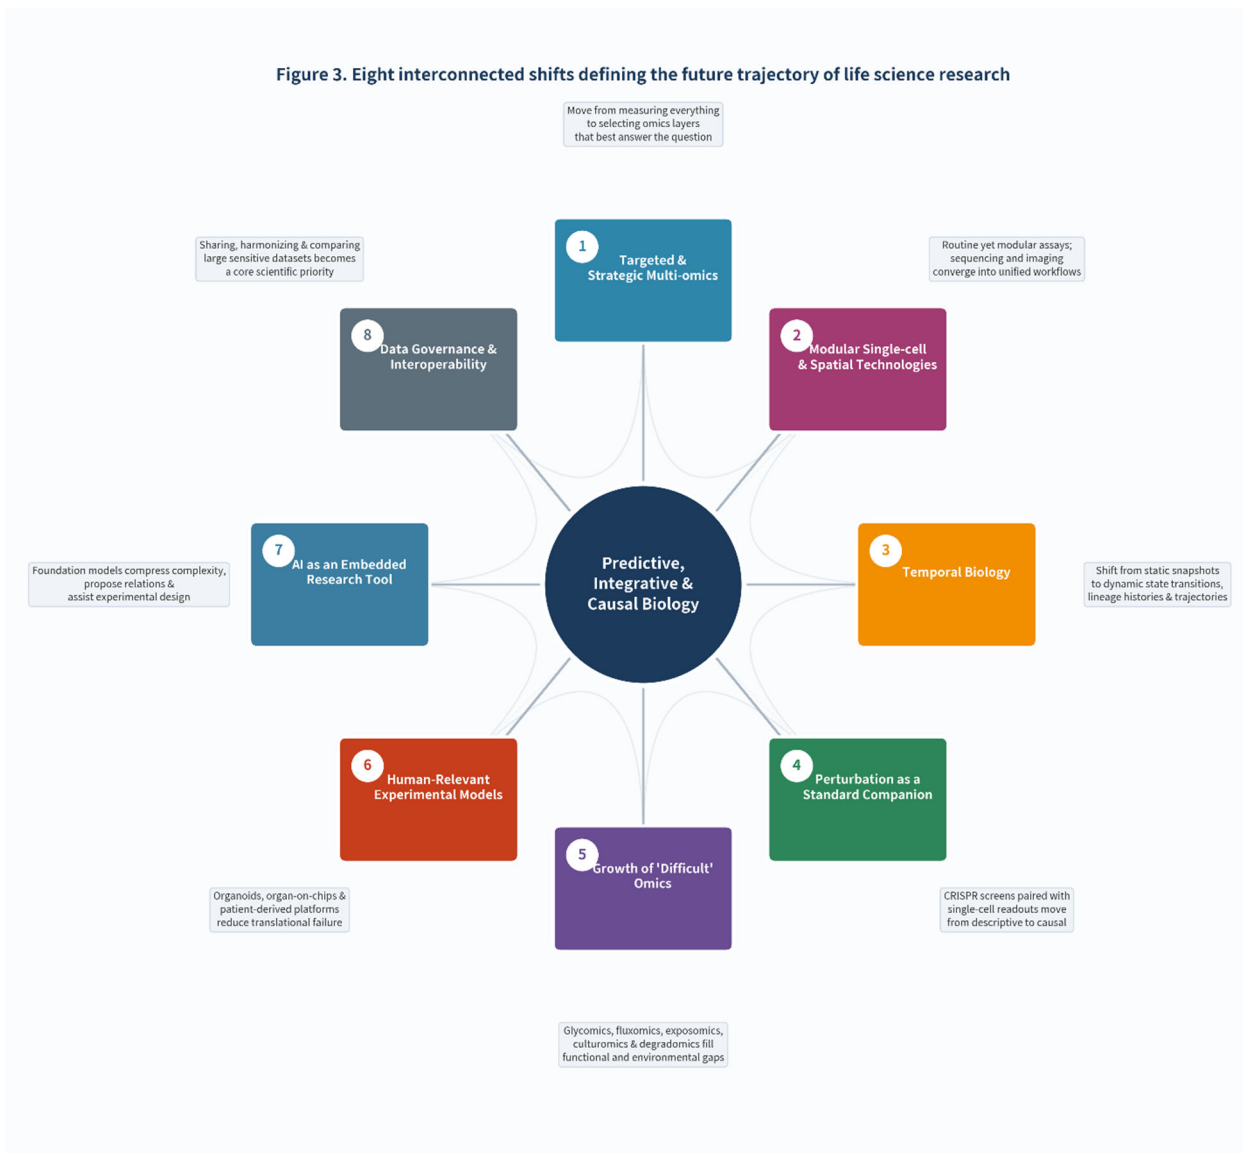 Figure 3. Eight interconnected shifts defining the future trajectory of life science research
Move from measuring everything
to selecting omics layers
that best answer the question
1
Targeted &
Strategic Multi-omics
Routine yet modular assays;
sequencing and imaging
converge into unified workflows
2
Modular Single-cell
& Spatial Technologies
Shift from static snapshots
to dynamic state transitions,
lineage histories & trajectories
3
Temporal Biology
CRISPR screens paired with
single-cell readouts move
from descriptive to causal
4
Perturbation as a
Standard Companion
Glycomics, fluxomics, exposomics,
culturomics & degradomics fill
functional and environmental gaps
5
Growth of 'Difficult'
Omics
Organoids, organ-on-chips &
patient-derived platforms
reduce translational failure
6
Human-Relevant
Experimental Models
Foundation models compress complexity,
propose relations &
assist experimental design
7
AI as an Embedded
Research Tool
Sharing, harmonizing & comparing
large sensitive datasets becomes
a core scientific priority
8
Data Governance &
Interoperability
Predictive,
Integrative &
Causal Biology